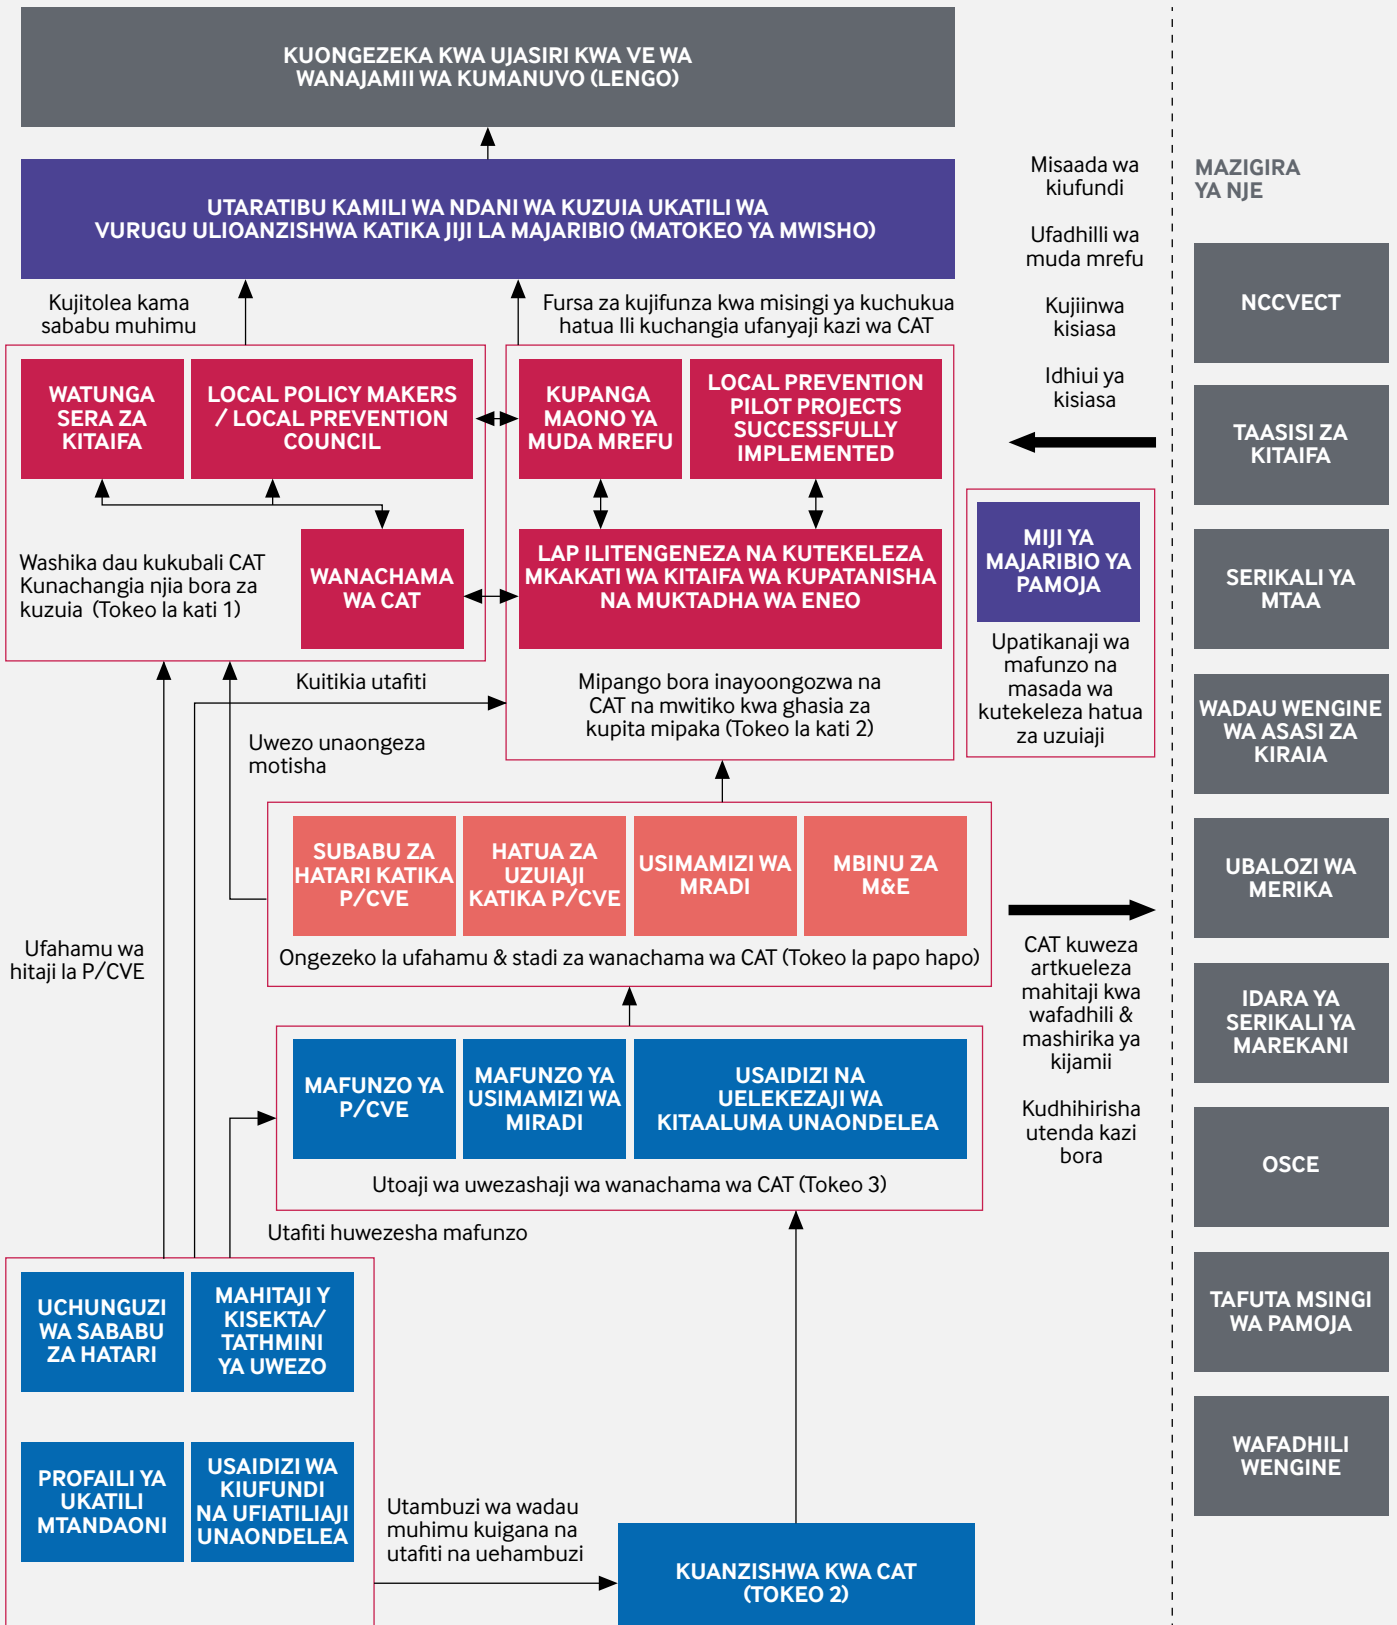 KUONGEZEKA KWA UJASIRI KWA VE WA
WANAJAMII WA KUMANUVO (LENGO)
UTARATIBU KAMILI WA NDANI WA KUZUIA UKATILI WA
VURUGU ULIOANZISHWA KATIKA JIJI LA MAJARIBIO (MATOKEO YA MWISHO)
Kujitolea kama
sababu muhimu
Fursa za kujifunza kwa misingi ya kuchukua
hatua Ili kuchangia ufanyaji kazi wa CAT
WATUNGA
SERA ZA
KITAIFA
LOCAL POLICY MAKERS
/ LOCAL PREVENTION
COUNCIL
KUPANGA
MAONO YA
MUDA MREFU
LOCAL PREVENTION
PILOT PROJECTS
SUCCESSFULLY
IMPLEMENTED
Washika dau kukubali CAT
Kunachangia njia bora za
kuzuia (Tokeo la kati 1)
WANACHAMA
WA CAT
LAP ILITENGENEZA NA KUTEKELEZA
MKAKATI WA KITAIFA WA KUPATANISHA
NA MUKTADHA WA ENEO
Kuitikia utafiti
Mipango bora inayoongozwa na
CAT na mwitiko kwa ghasia za
kupita mipaka (Tokeo la kati 2)
Uwezo unaongeza
motisha
SUBABU ZA
HATARI KATIKA
P/CVE
HATUA ZA
UZUIAJI
KATIKA P/CVE
USIMAMIZI WA
MRADI
MBINU ZA
M&E
Ongezeko la ufahamu & stadi za wanachama wa CAT (Tokeo la papo hapo)
Ufahamu wa
hitaji la P/CVE
MAFUNZO YA
P/CVE
MAFUNZO YA
USIMAMIZI WA
MIRADI
USAIDIZI NA
UELEKEZAJI WA
KITAALUMA UNAONDELEA
Utoaji wa uwezashaji wa wanachama wa CAT (Tokeo 3)
Utafiti huwezesha mafunzo
UCHUNGUZI
WA SABABU
ZA HATARI
MAHITAJI Y
KISEKTA/
TATHMINI
YA UWEZO
PROFAILI YA
UKATILI
MTANDAONI
USAIDIZI WA
KIUFUNDI
NA UFIATILIAJI
UNAONDELEA
Utambuzi wa wadau
muhimu kuigana na
utafiti na uehambuzi
KUANZISHWA KWA CAT
(TOKEO 2)
Misaada wa
kiufundi
Ufadhilli wa
muda mrefu
Kujiinwa
kisiasa
Idhiui ya
kisiasa
MIJI YA
MAJARIBIO YA
PAMOJA
Upatikanaji wa
mafunzo na
masada wa
kutekeleza hatua
za uzuiaji
CAT kuweza
artkueleza
mahitaji kwa
wafadhili &
mashirika ya
kijamii
Kudhihirisha
utenda kazi
bora
MAZIGIRA
YA NJE
NCCVECT
TAASISI ZA
KITAIFA
SERIKALI YA
MTAA
WADAU WENGINE
WA ASASI ZA
KIRAIA
UBALOZI WA
MERIKA
IDARA YA
SERIKALI YA
MAREKANI
OSCE
TAFUTA MSINGI
WA PAMOJA
WAFADHILI
WENGINE